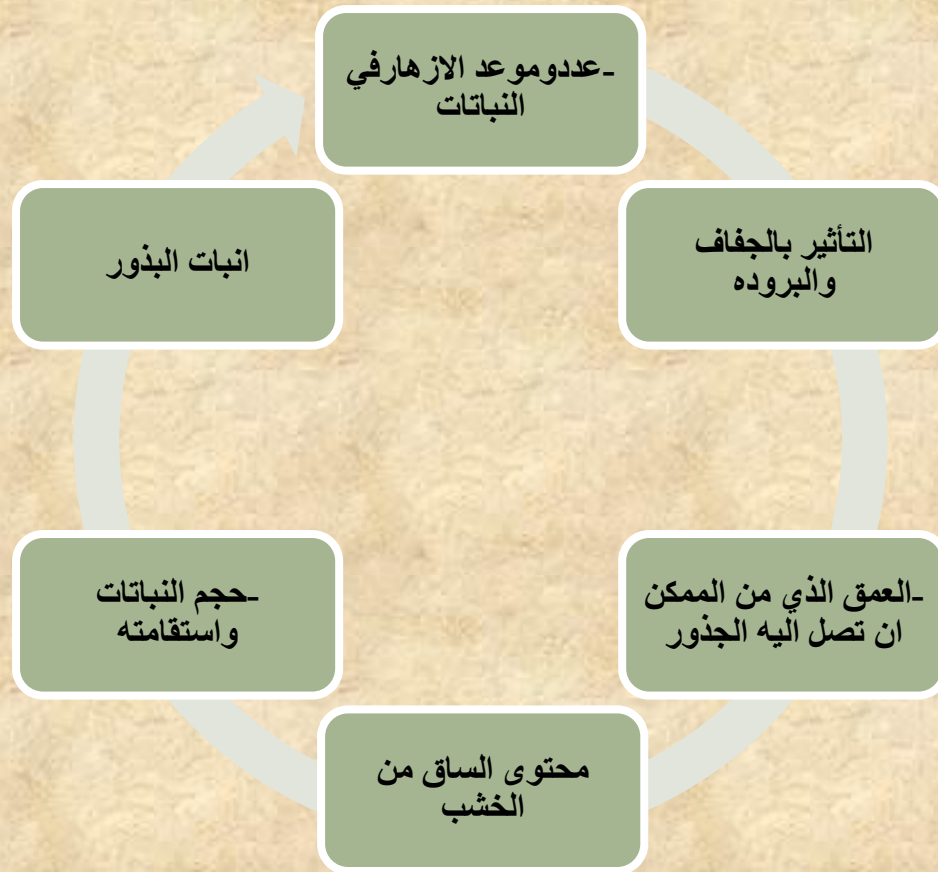 -عددوموعد الازهارفي
النباتات
التأثير بالجفاف
والبروده
-العمق الذي من الممكن
ان تصل اليه الجذور
محتوى الساق من
الخشب
-حجم النباتات
واستقامته
انبات البذور